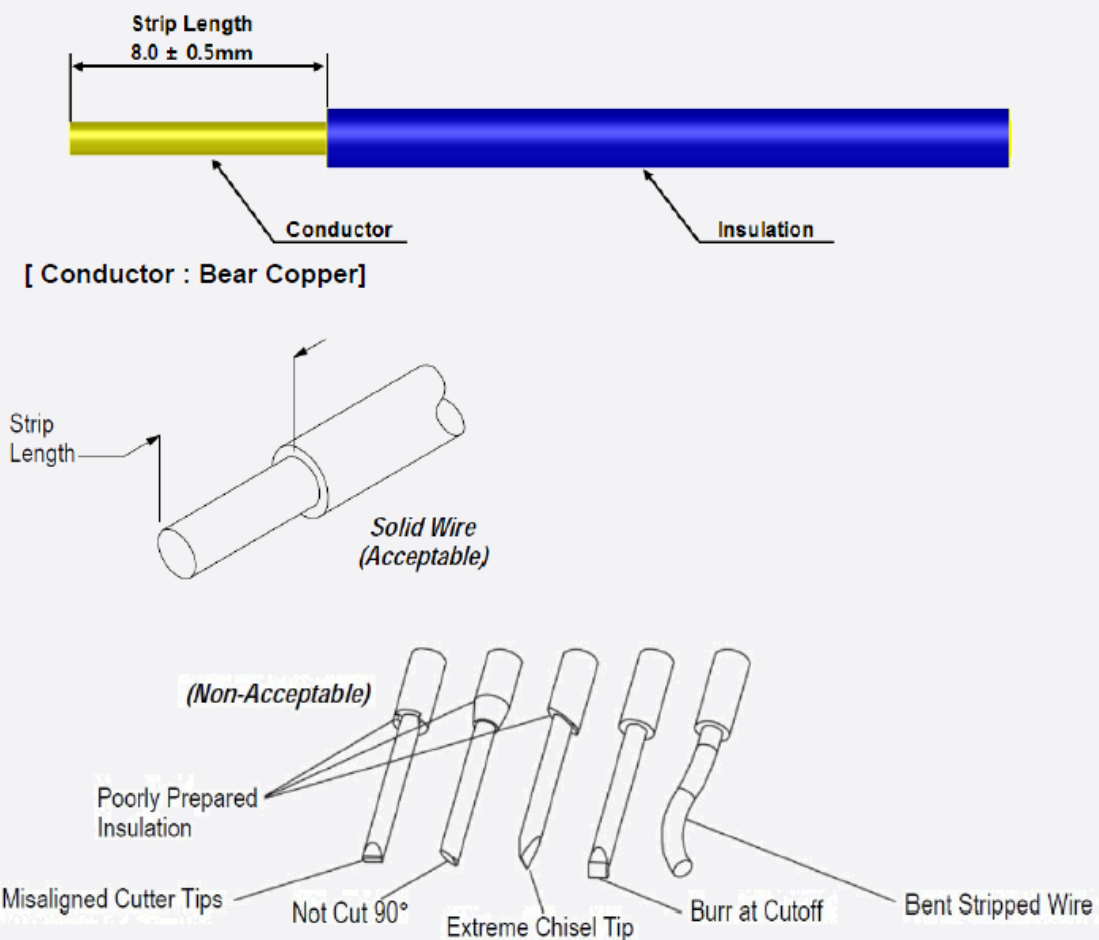 Strip Length
8.0 ± 0.5mm
Conductor
Insulation
[ Conductor : Bear Copper]
Strip
Length
Solid Wire
(Acceptable)
(Non-Acceptable)
Poorly Prepared
Insulation
Misaligned Cutter Tips
Not Cut 90°
Extreme Chisel Tip
Burr at Cutoff
Bent Stripped Wire